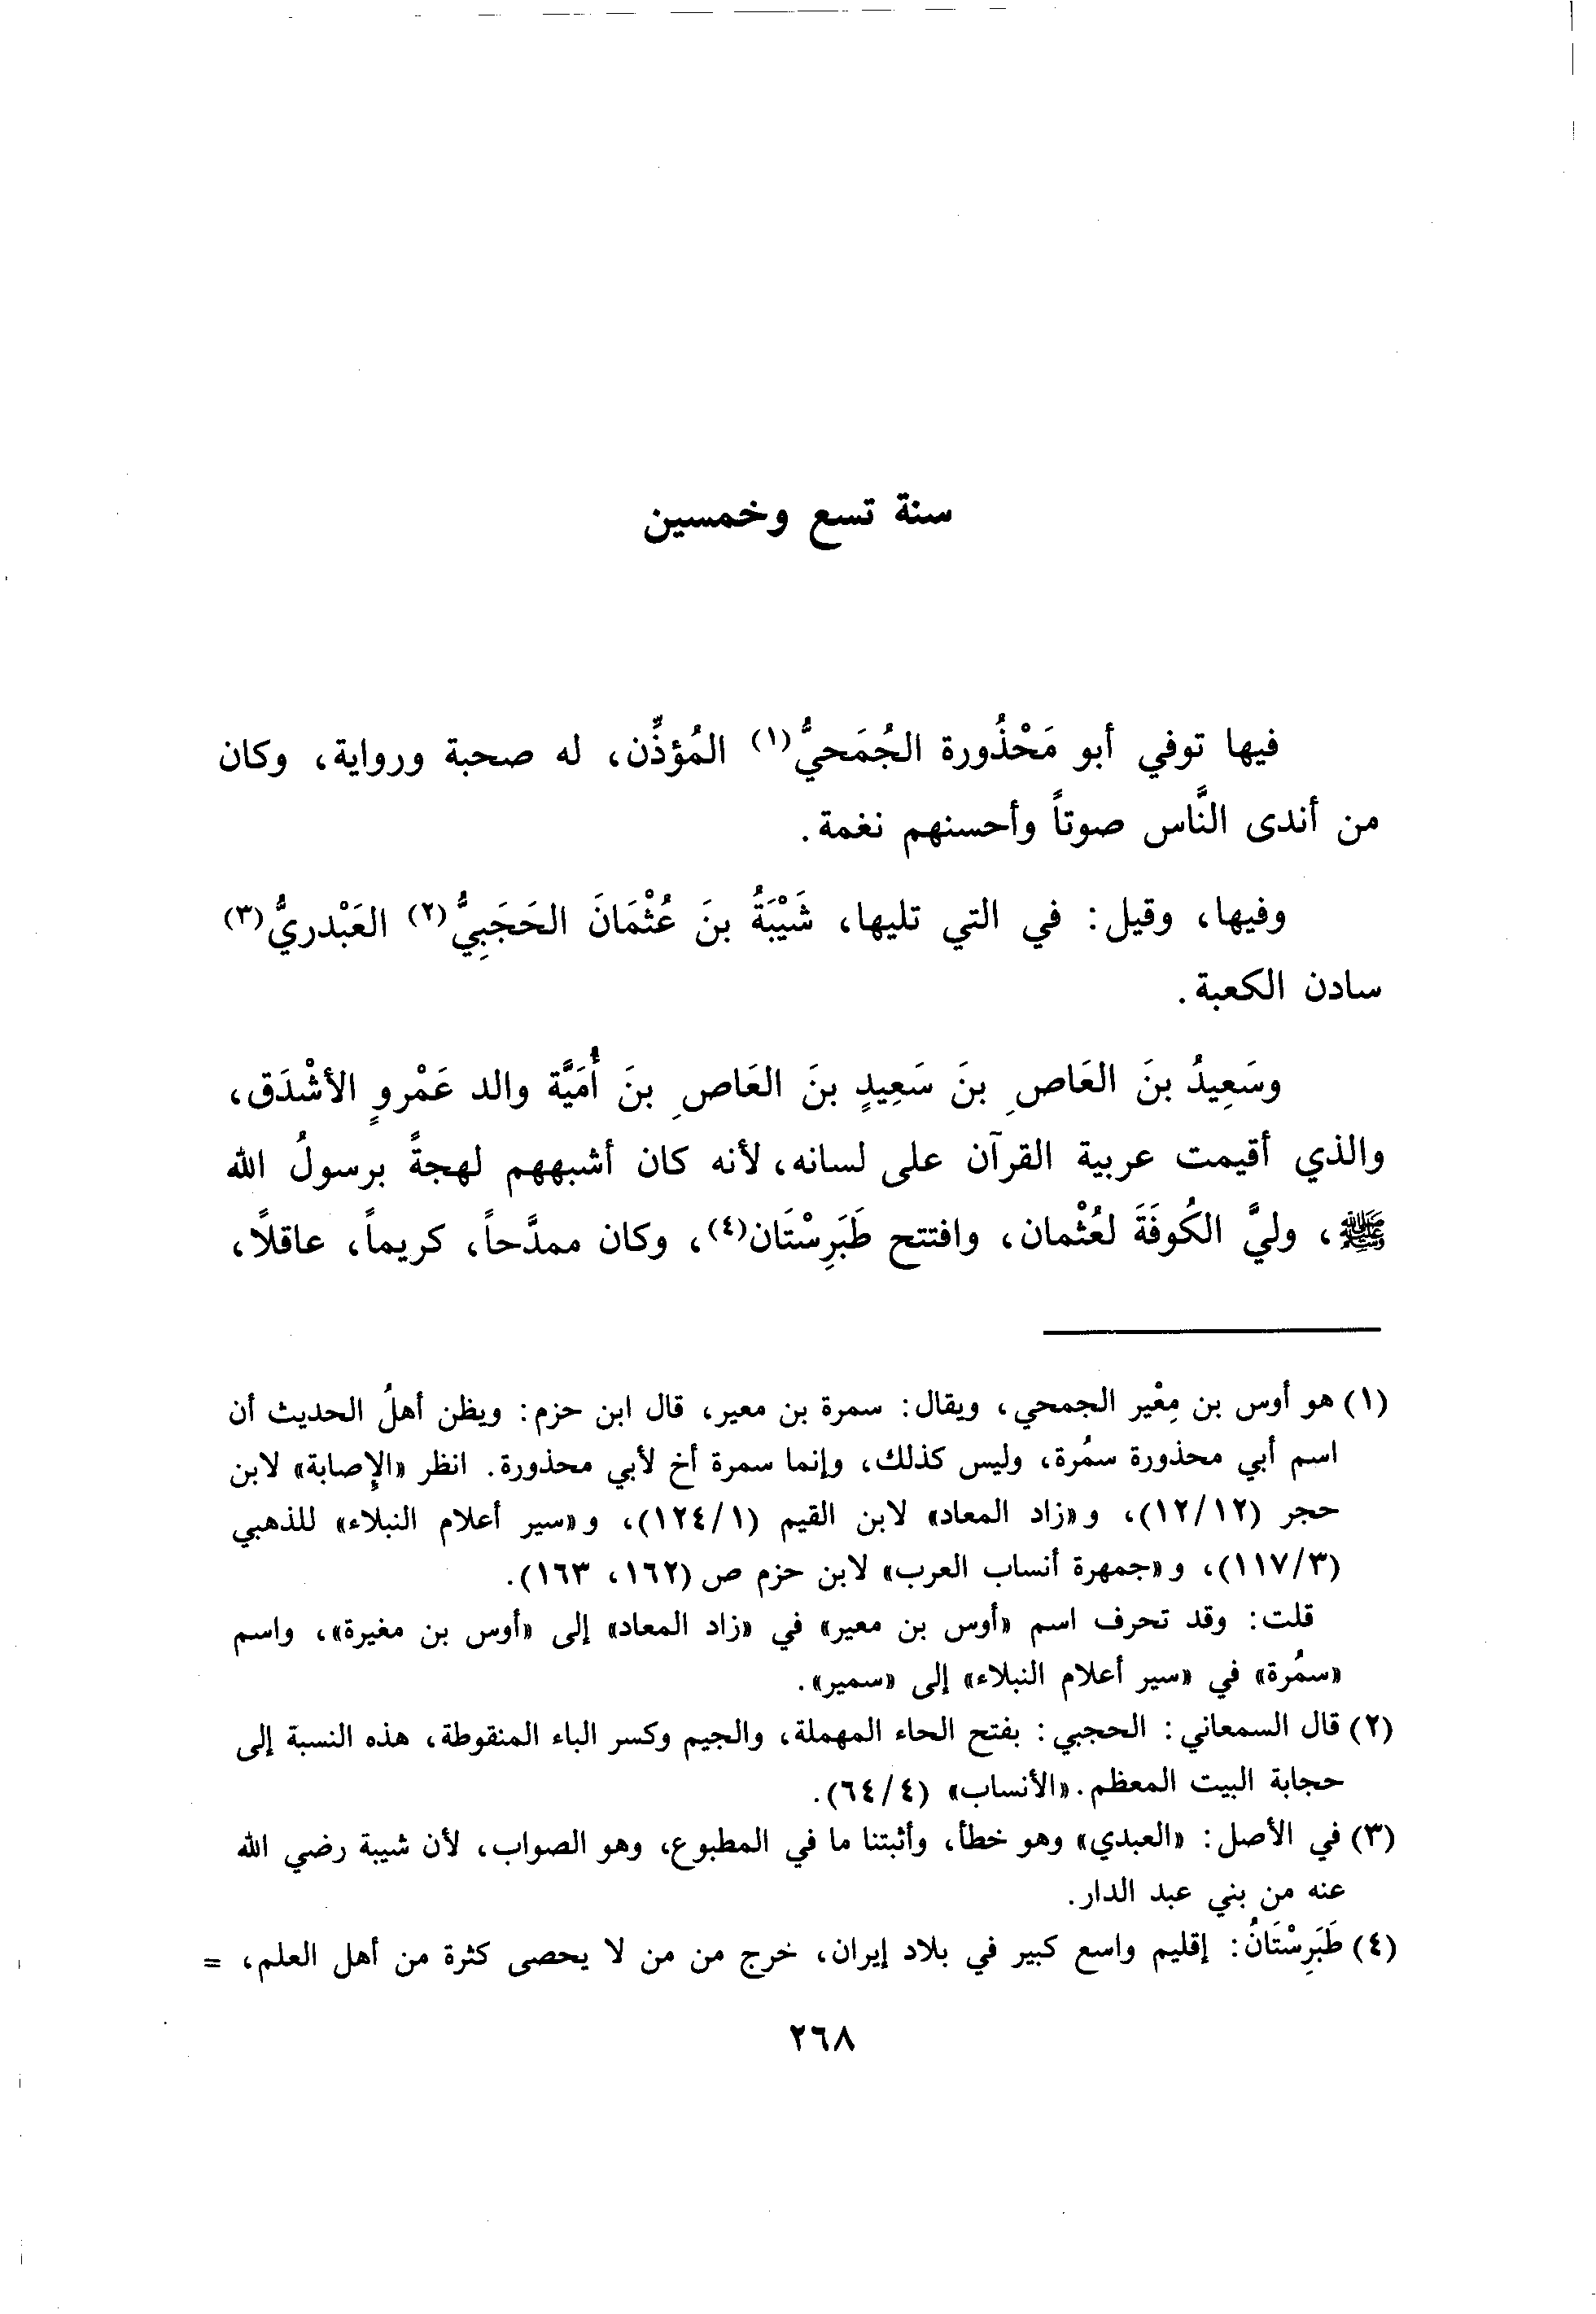 سنة تسع وخمسين
فيها توفي أبو مَحْذُورة الجُمَحيُّ(١) المُؤذِّن، له صحبة ورواية، وكان
من أندى النَّاس صوتاً وأحسنهم نغمة.
وفيها، وقيل: في التي تليها، شَيْبَةُ بنَ عُثْمَانَ الحَجَبِيُّ(٢) العَبْدريُّ(٣)
سادن الكعبة.
وسَعِيدُ بنَ العَاصِ بنَ سَعِيدٍ بنَ العَاصِ بنَ أُمَيَّة والد عَمْروٍ الأشْدَق،
والذي أقيمت عربية القرآن على لسانه، لأنه كان أشبههم لهجةً برسولُ الله
ﷺ، وليَّ الكُوفَةَ لعُثْمان، وافتتح طَبَرِسْتَان(٤)، وكان ممدَّحاً، كريماً، عاقلاً،
(١) هو أوس بن مِعْير الجمحي، ويقال: سمرة بن معير، قال ابن حزم: ويظن أهلُ الحديث أن
اسم أبي محذورة سمُرة، وليس كذلك، وإنما سمرة أخ لأبي محذورة. انظر «الإصابة» لابن
حجر (١٢/١٢)، و«زاد المعاد» لابن القيم (١٢٤/١)، و«سير أعلام النبلاء» للذهبي
(١١٧/٣)، و«جمهرة أنساب العرب» لابن حزم ص (١٦٢، ١٦٣).
قلت: وقد تحرف اسم «أوس بن معير» في «زاد المعاد» إلى «أوس بن مغيرة»، واسم
«سمُرة» في «سير أعلام النبلاء» إلى «سمير».
(٢) قال السمعاني: الحجبي: بفتح الحاء المهملة، والجيم وكسر الباء المنقوطة، هذه النسبة إلى
حجابة البيت المعظم. «الأنساب» (٦٤/٤).
(٣) في الأصل: «العبدي» وهو خطأ، وأثبتنا ما في المطبوع، وهو الصواب، لأن شيبة رضي الله
عنه من بني عبد الدار.
(٤) طَبَرِسْتَانُ: إقليم واسع كبير في بلاد إيران، خرج من من لا يحصى كثرة من أهل العلم، =
٢٦٨